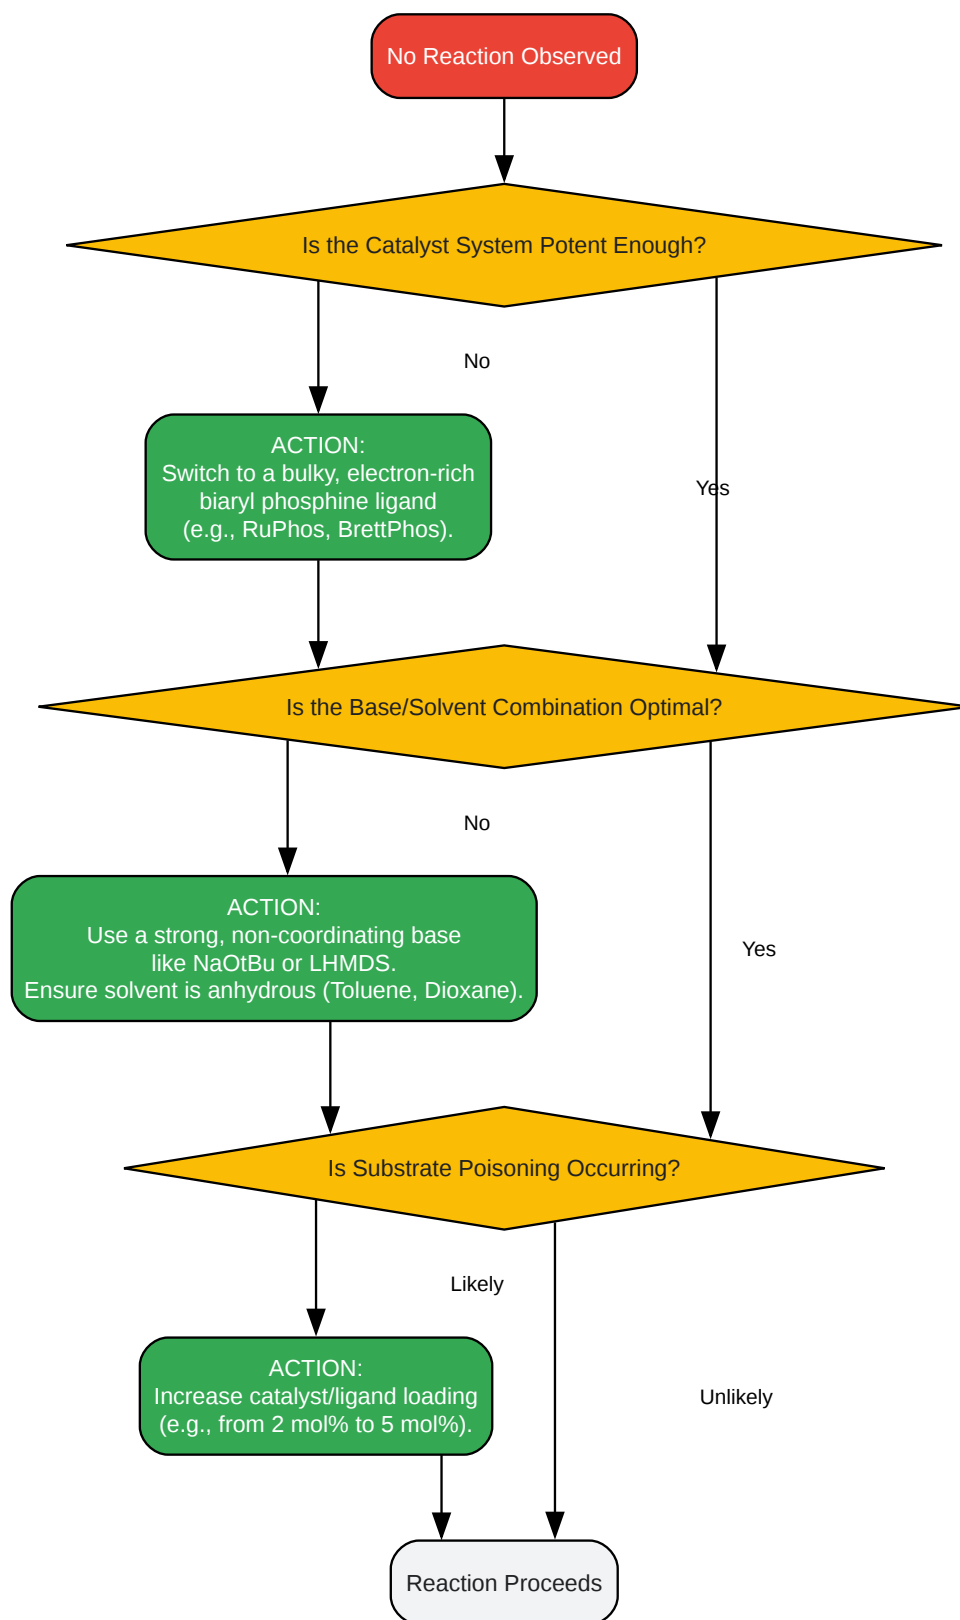 No Reaction Observed
Is the Catalyst System Potent Enough?
No
ACTION:
Switch to a bulky, electron-rich
biaryl phosphine ligand
(e.g., RuPhos, BrettPhos).
Yes
Is the Base/Solvent Combination Optimal?
No
ACTION:
Use a strong, non-coordinating base
like NaOtBu or LHMDS.
Ensure solvent is anhydrous (Toluene, Dioxane).
Yes
Is Substrate Poisoning Occurring?
Likely
ACTION:
Increase catalyst/ligand loading
(e.g., from 2 mol% to 5 mol%).
Unlikely
Reaction Proceeds